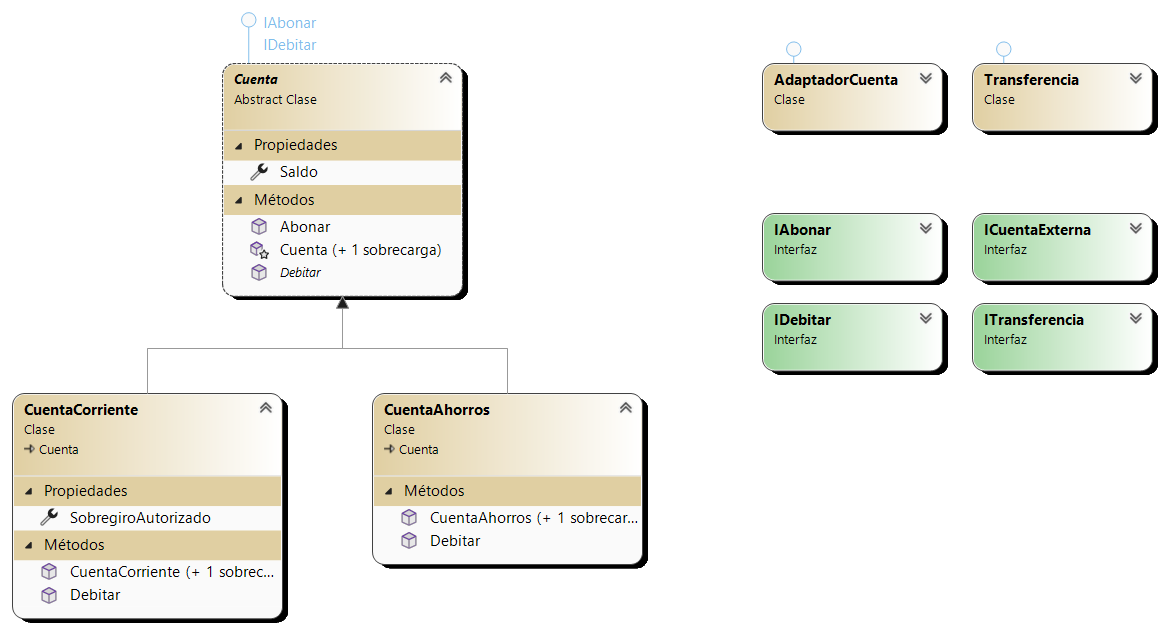 IAbonar
IDebitar
Cuenta
Abstract Clase
Propiedades
Saldo
Métodos
Abonar
Cuenta (+ 1 sobrecarga)
Debitar
AdaptadorCuenta
Clase
Transferencia
Clase
IAbonar
Interfaz
ICuentaExterna
Interfaz
IDebitar
Interfaz
ITransferencia
Interfaz
CuentaCorriente
Clase
Cuenta
Propiedades
SobregiroAutorizado
Métodos
CuentaCorriente (+ 1 sobrec...
Debitar
CuentaAhorros
Clase
Cuenta
Métodos
CuentaAhorros (+ 1 sobrecar...
Debitar